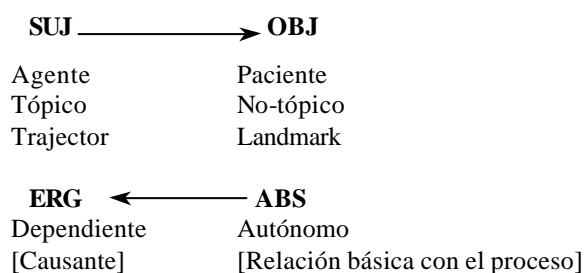 SUJ OBJ
Agente Paciente
Tópico No-tópico
Trajector Landmark
ERG ABS
Dependiente Autónomo
[Causante] [Relación básica con el proceso]